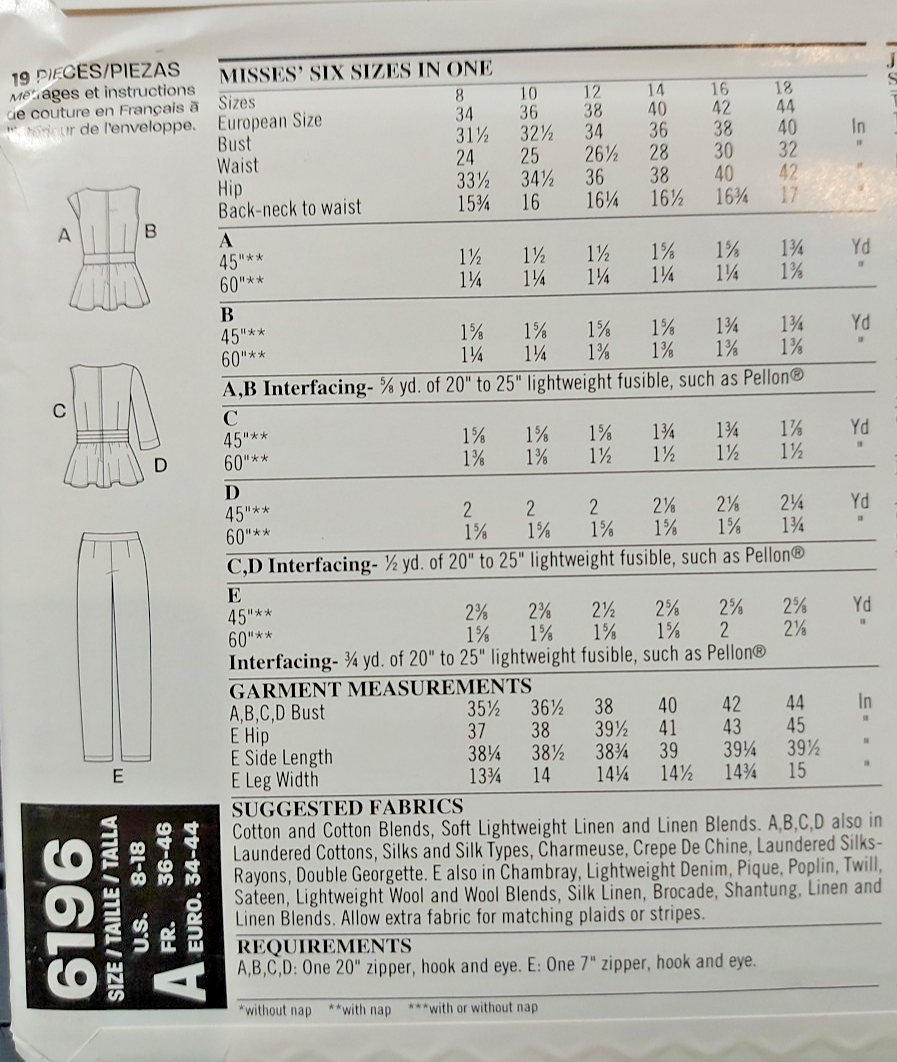 19 PIECES/PIEZAS
Métrages et instructions
de couture en Français à
l'intérieur de l'enveloppe.
A
B
C
D
E
6196
SIZE / TAILLE / TALLA
U.S. 8-18
FR. 36-46
EURO. 34-44
A
MISSES' SIX SIZES IN ONE
Sizes 8 10 12 14 16 18
European Size 34 36 38 40 42 44
Bust 31½ 32½ 34 36 38 40 In
Waist 24 25 26½ 28 30 32 "
Hip 33½ 34½ 36 38 40 42 "
Back-neck to waist 15¾ 16 16¼ 16½ 16¾ 17 "
A
45"** 1½ 1½ 1½ 1⅝ 1⅝ 1¾ Yd
60"** 1¼ 1¼ 1¼ 1¼ 1¼ 1⅜ "
B
45"** 1⅝ 1⅝ 1⅝ 1⅝ 1¾ 1¾ Yd
60"** 1¼ 1¼ 1⅜ 1⅜ 1⅜ 1⅜ "
A,B Interfacing- ⅝ yd. of 20" to 25" lightweight fusible, such as Pellon®
C
45"** 1⅝ 1⅝ 1⅝ 1¾ 1¾ 1⅞ Yd
60"** 1⅜ 1⅜ 1½ 1½ 1½ 1½ "
D
45"** 2 2 2 2⅛ 2⅛ 2¼ Yd
60"** 1⅝ 1⅝ 1⅝ 1⅝ 1⅝ 1¾ "
C,D Interfacing- ½ yd. of 20" to 25" lightweight fusible, such as Pellon®
E
45"** 2⅜ 2⅜ 2½ 2⅝ 2⅝ 2⅝ Yd
60"** 1⅝ 1⅝ 1⅝ 1⅝ 2 2⅛ "
Interfacing- ¾ yd. of 20" to 25" lightweight fusible, such as Pellon®
GARMENT MEASUREMENTS
A,B,C,D Bust 35½ 36½ 38 40 42 44 In
E Hip 37 38 39½ 41 43 45 "
E Side Length 38¼ 38½ 38¾ 39 39¼ 39½ "
E Leg Width 13¾ 14 14¼ 14½ 14¾ 15 "
SUGGESTED FABRICS
Cotton and Cotton Blends, Soft Lightweight Linen and Linen Blends. A,B,C,D also in
Laundered Cottons, Silks and Silk Types, Charmeuse, Crepe De Chine, Laundered Silks-
Rayons, Double Georgette. E also in Chambray, Lightweight Denim, Pique, Poplin, Twill,
Sateen, Lightweight Wool and Wool Blends, Silk Linen, Brocade, Shantung, Linen and
Linen Blends. Allow extra fabric for matching plaids or stripes.
REQUIREMENTS
A,B,C,D: One 20" zipper, hook and eye. E: One 7" zipper, hook and eye.
*without nap **with nap ***with or without nap